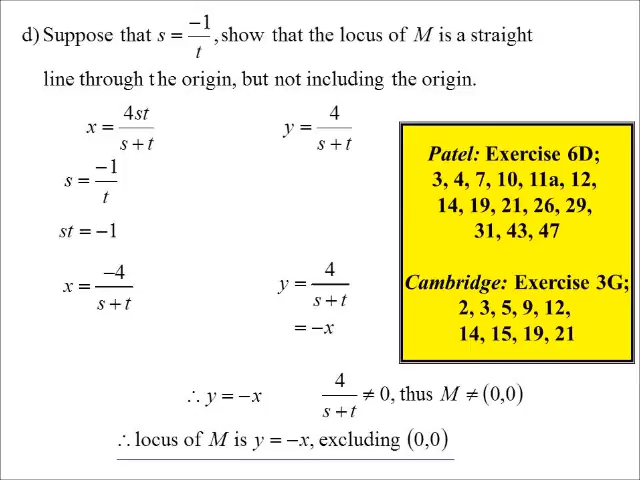 d) Suppose that s = −1/t, show that the locus of M is a straight
line through the origin, but not including the origin.
x = 4st/(s + t)    y = 4/(s + t)
s = −1/t
st = −1
x = −4/(s + t)    y = 4/(s + t)
= −x
∴ y = −x    4/(s + t) ≠ 0, thus M ≠ (0,0)
∴ locus of M is y = −x, excluding (0,0)
Patel: Exercise 6D;
3, 4, 7, 10, 11a, 12,
14, 19, 21, 26, 29,
31, 43, 47
Cambridge: Exercise 3G;
2, 3, 5, 9, 12,
14, 15, 19, 21